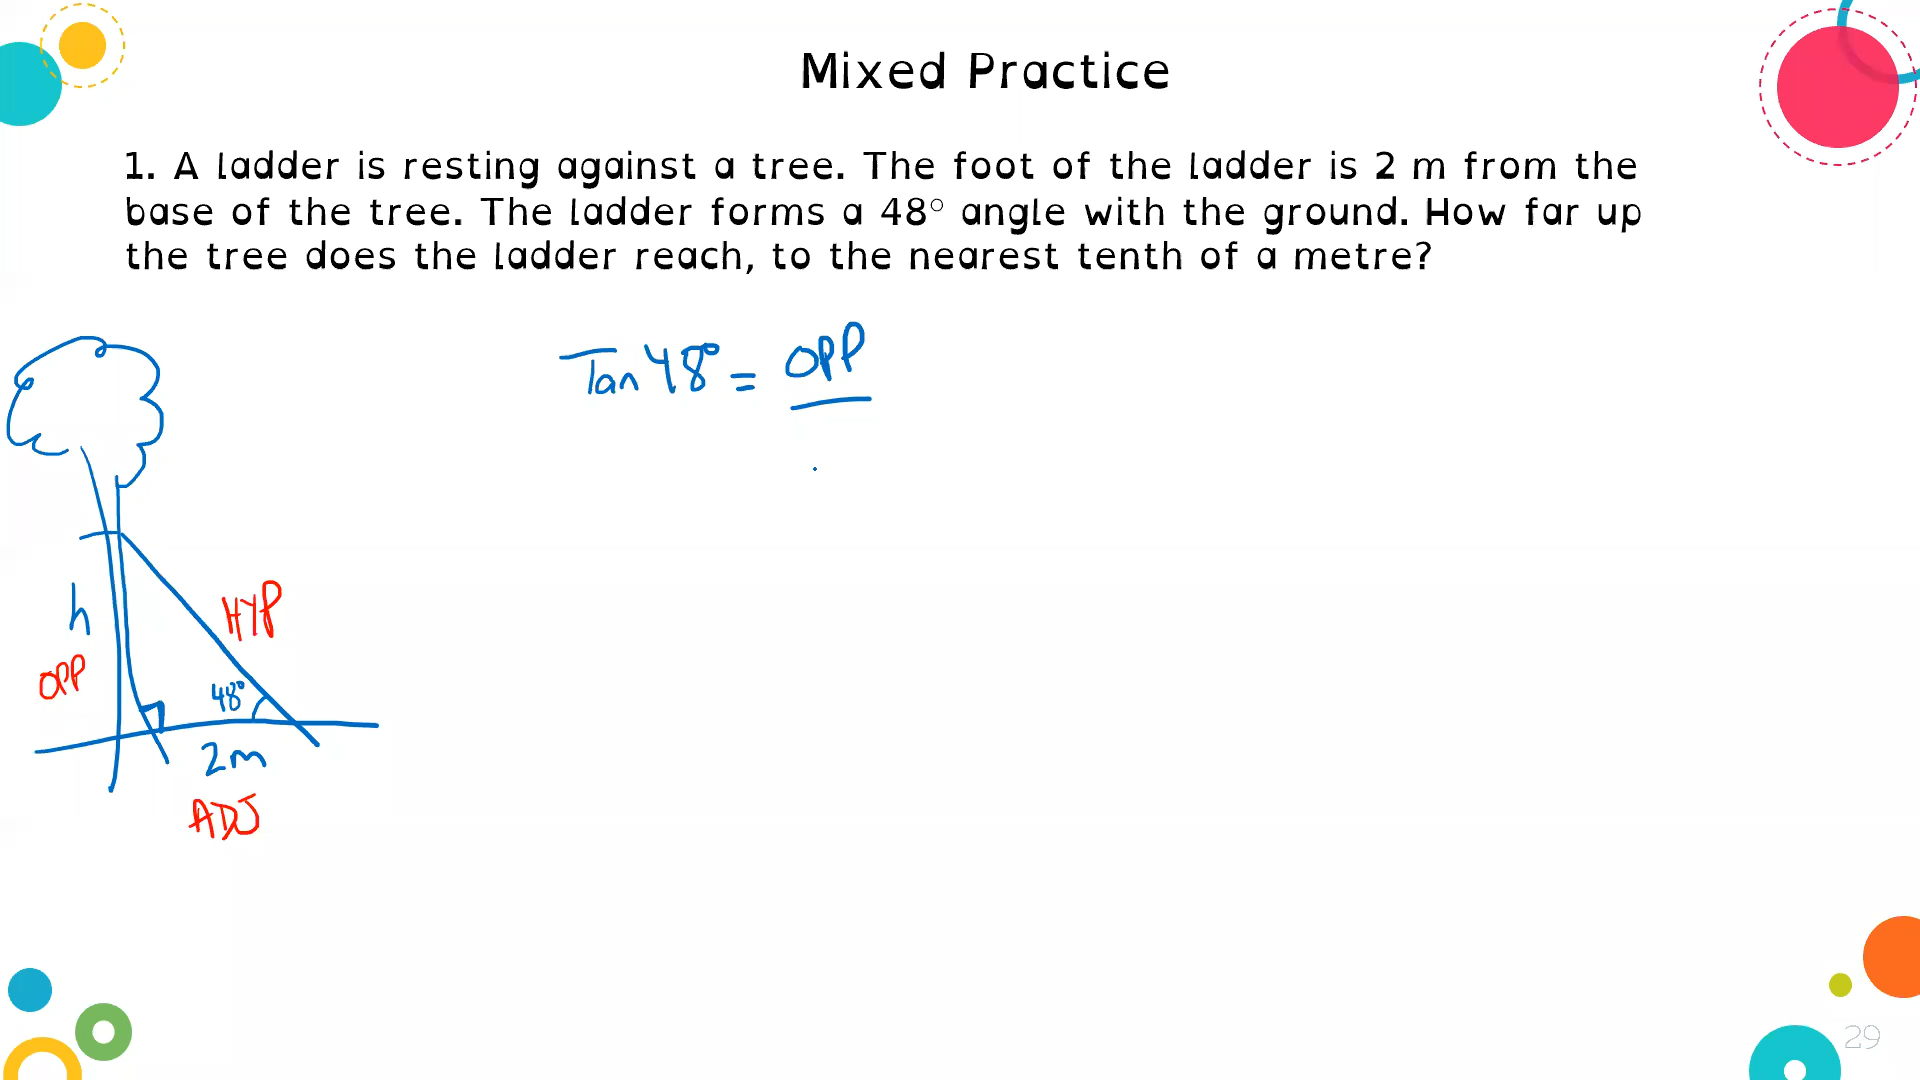 Mixed Practice
1. A ladder is resting against a tree. The foot of the ladder is 2 m from the
base of the tree. The ladder forms a 48° angle with the ground. How far up
the tree does the ladder reach, to the nearest tenth of a metre?
Tan 48° = OPP
h
HYP
OPP
48°
2m
ADJ
29